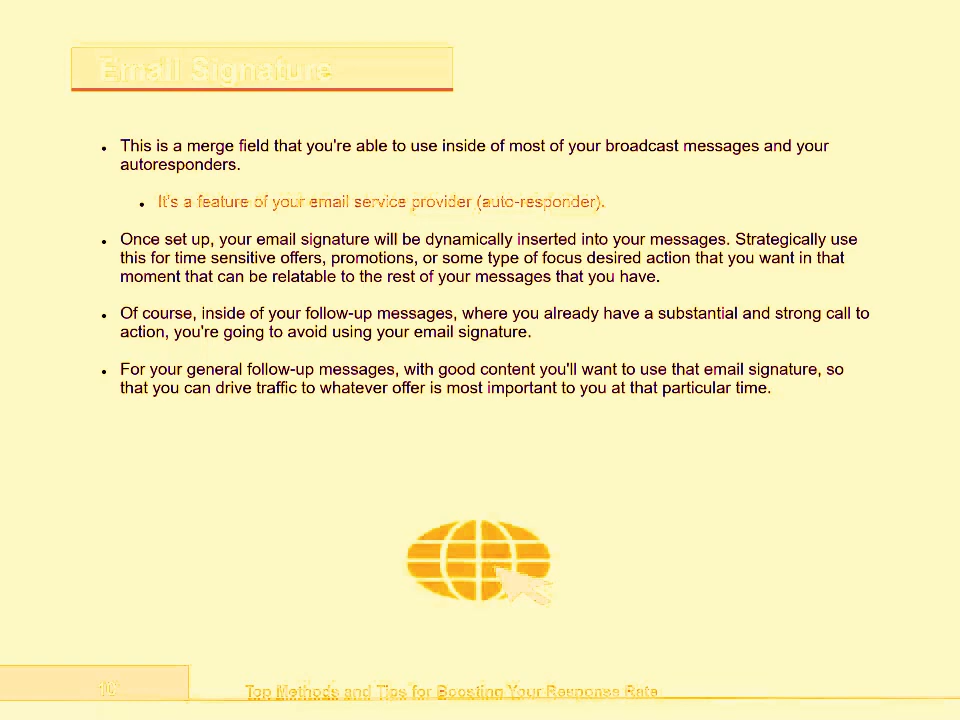 Email Signature
This is a merge field that you're able to use inside of most of your broadcast messages and your
autoresponders.
It's a feature of your email service provider (auto-responder).
Once set up, your email signature will be dynamically inserted into your messages. Strategically use
this for time sensitive offers, promotions, or some type of focus desired action that you want in that
moment that can be relatable to the rest of your messages that you have.
Of course, inside of your follow-up messages, where you already have a substantial and strong call to
action, you're going to avoid using your email signature.
For your general follow-up messages, with good content you'll want to use that email signature, so
that you can drive traffic to whatever offer is most important to you at that particular time.
Top Methods and Tips for Boosting Your Response Rate